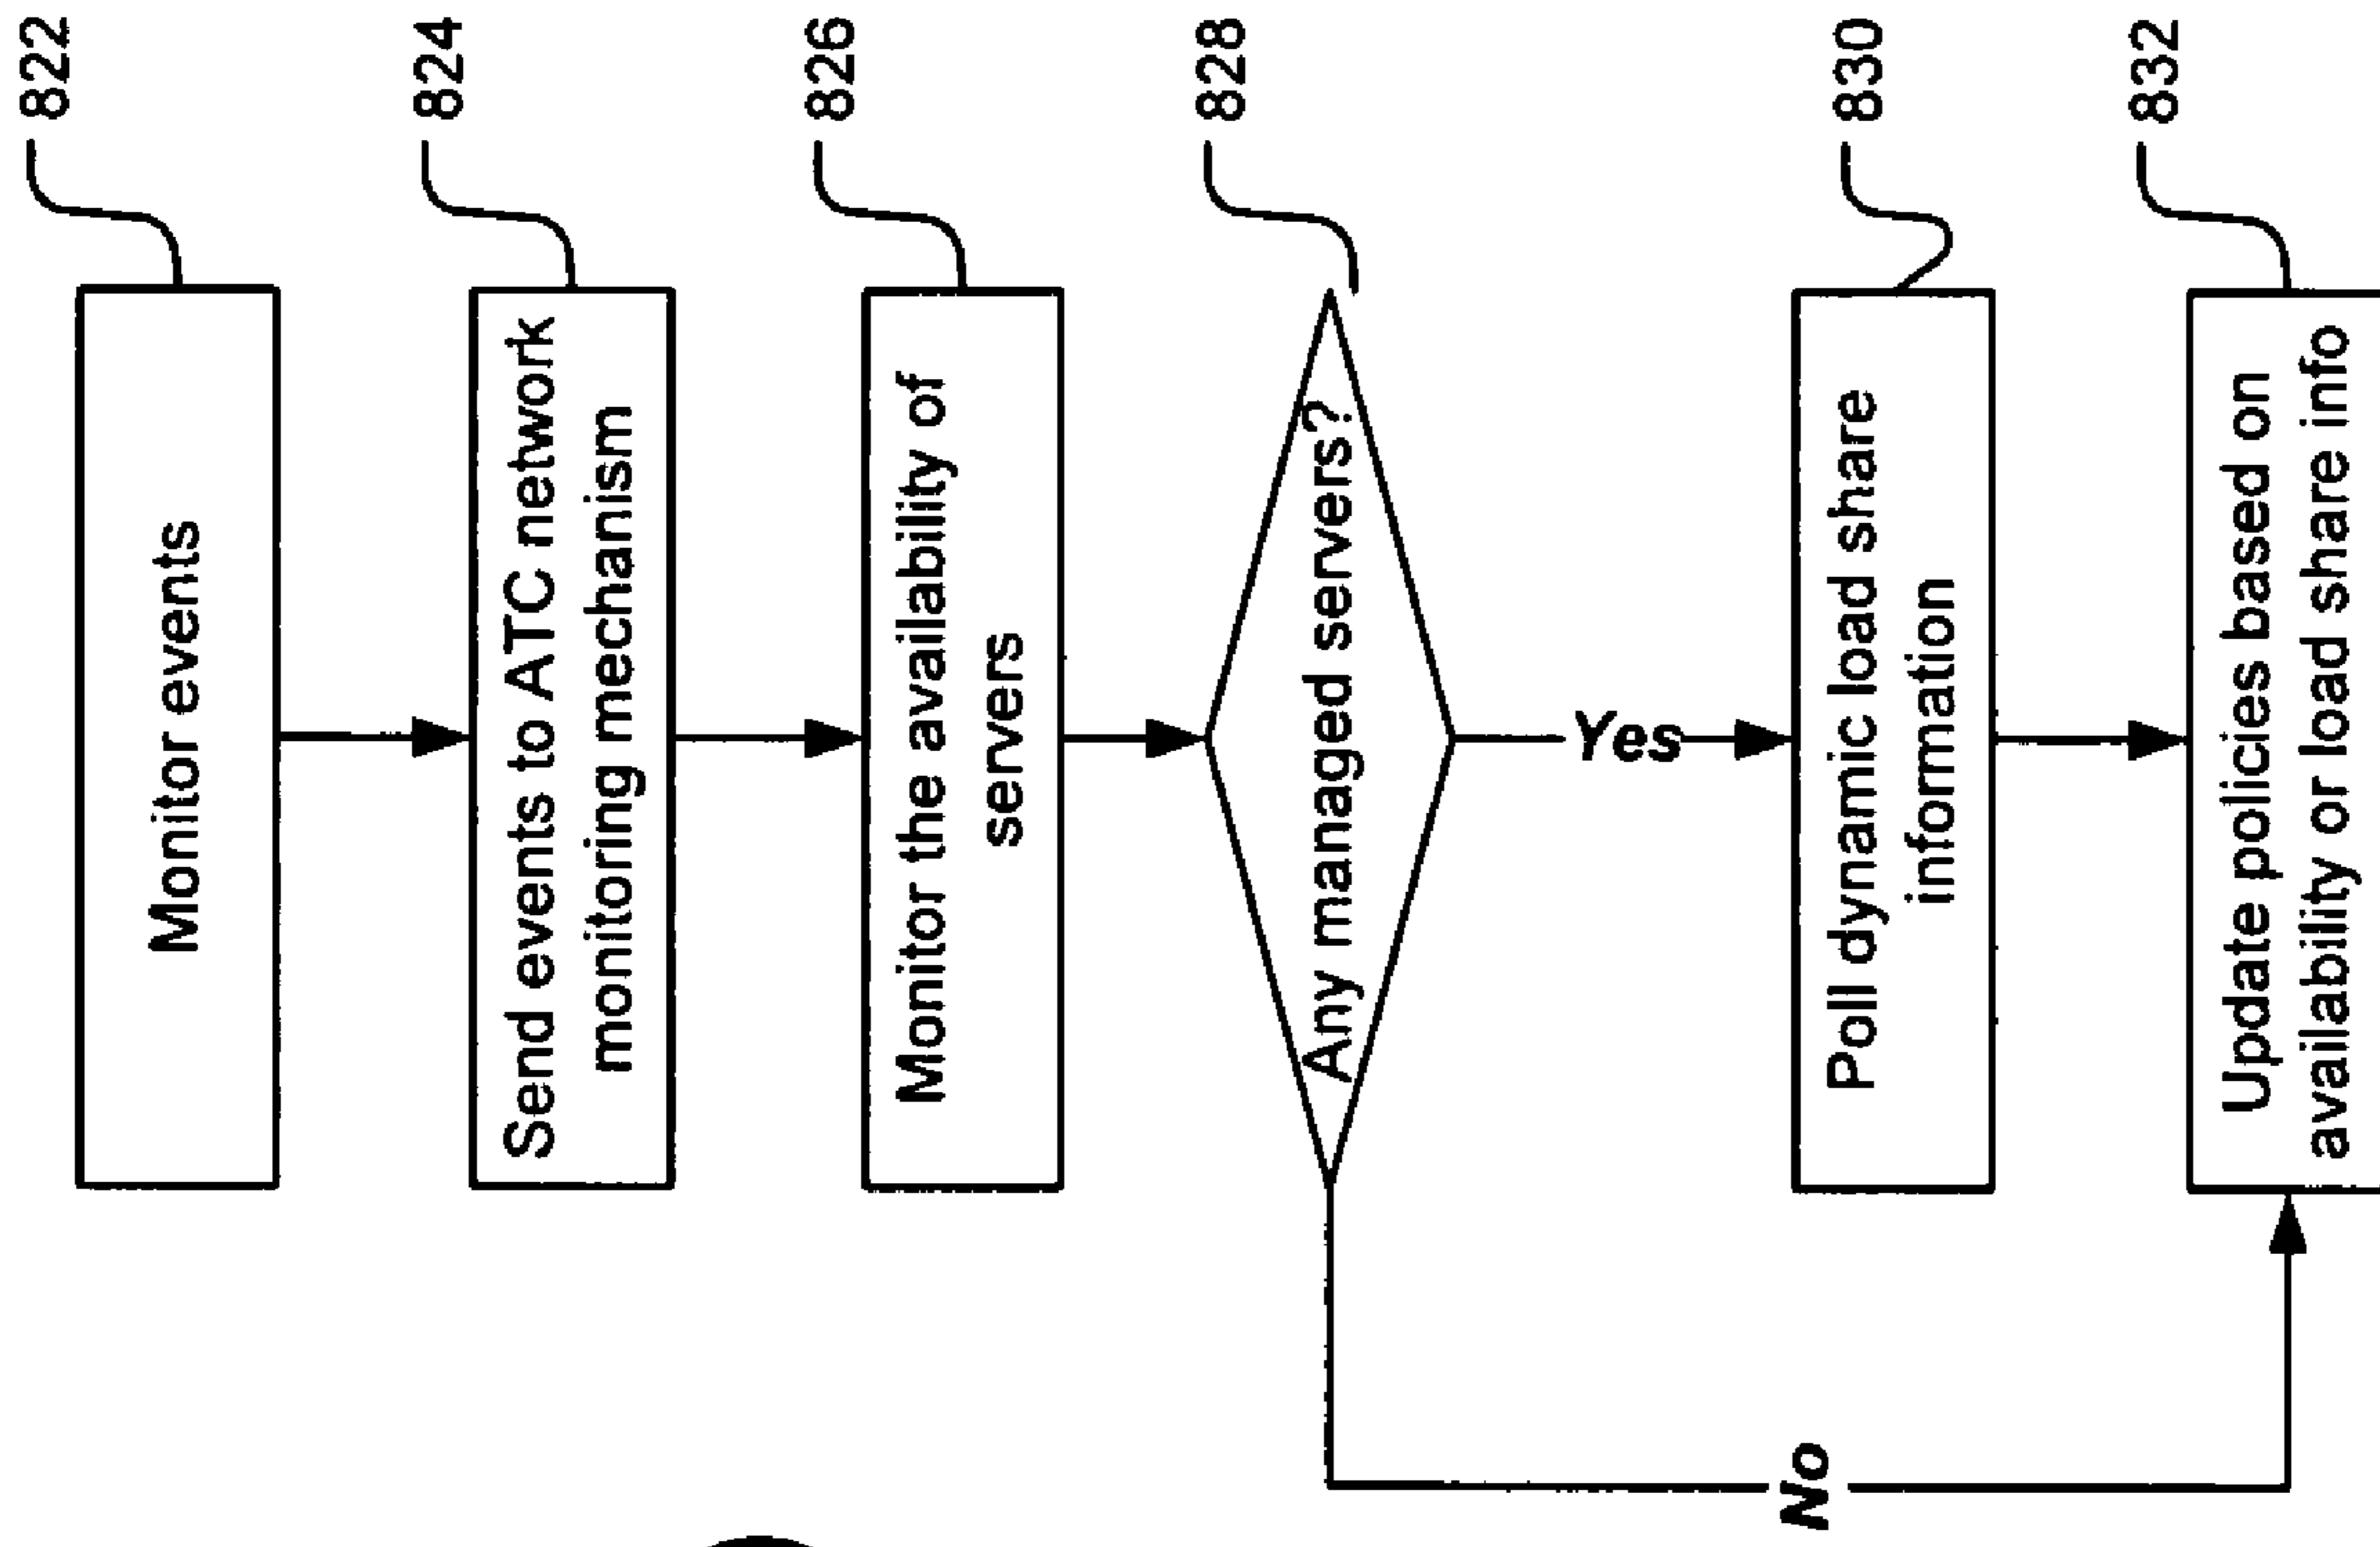 Monitor events
822
Send events to ATC network
monitoring mechanism
824
Monitor the availability of
servers
826
Any managed servers?
828
Yes
No
Poll dynamic load share
information
830
Update policies based on
availability or load share info
832